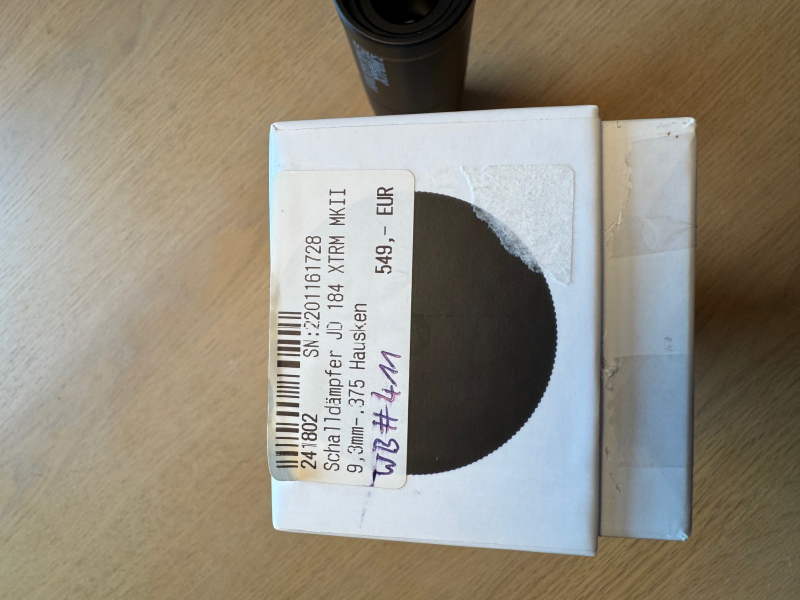 241802 SN:2201161728
Schalldämpfer JD 184 XTRM MKII
9,3mm-.375 Hausken
549,- EUR
WB#411